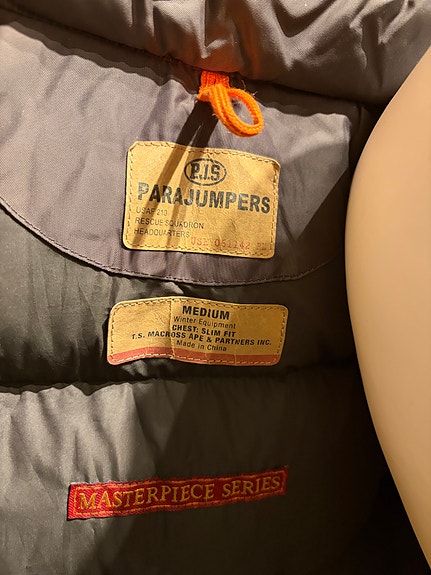 P.J.S
PARAJUMPERS
USAF 210
RESCUE SQUADRON
HEADQUARTERS
MEDIUM
Winter Equipment
CHEST: SLIM FIT
T.S. MACROSS APE & PARTNERS INC.
Made in China
MASTERPIECE SERIES